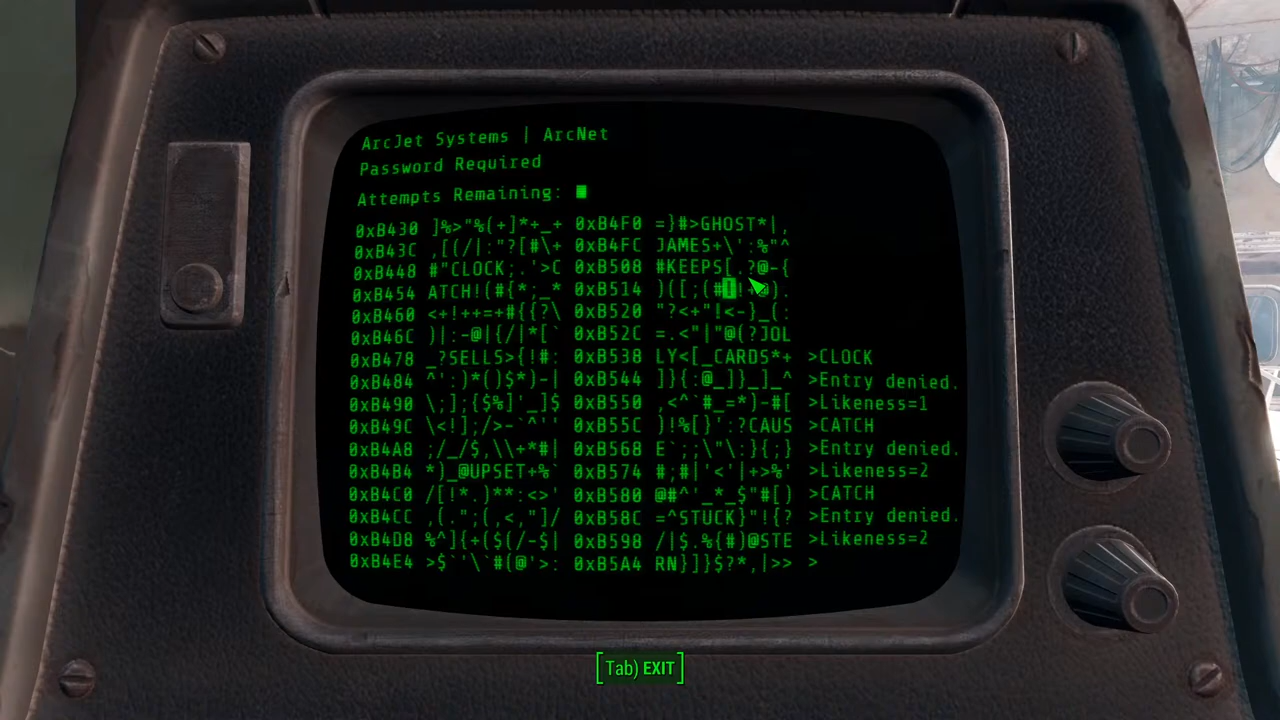 ArcJet Systems | ArcNet
Password Required
Attempts Remaining: ■
0xB430 ]%>"%(+]*+_+ 0xB4F0 =}#>GHOST*|,
0xB43C ,[(/|:"?[#\+ 0xB4FC JAMES+\':%"^
0xB448 #"CLOCK;.'>C 0xB508 #KEEPS[.?@-{
0xB454 ATCH!(#{*;_* 0xB514 )([;(#
0xB460 <+!++=+#{{?\ 0xB520 "?<+"!<-}_(:
0xB46C )|:-@|{/|*[` 0xB52C =.<"|"@(?JOL
0xB478 _?SELLS>{!#: 0xB538 LY<[_CARDS*+ >CLOCK
0xB484 ^':)*()$*)-| 0xB544 ]]}{:@_]}_]_^ >Entry denied.
0xB490 \;];{$%]'_]$ 0xB550 ,<^`#_=*)-#[ >Likeness=1
0xB49C \<!];/>-`^'' 0xB55C )!%[}':?CAUS >CATCH
0xB4A8 ;/_/$,\\+*#| 0xB568 E`;;\"\:}{;} >Entry denied.
0xB4B4 *)_@UPSET+%` 0xB574 #;#|'<'|+>%' >Likeness=2
0xB4C0 /[!*.)**:<>' 0xB580 @#^'_*_$"#[) >CATCH
0xB4CC ,(.";(,<,"]/ 0xB58C =^STUCK}"!{? >Entry denied.
0xB4D8 %^]{+($(/-$| 0xB598 /|$.%{#)@STE >Likeness=2
0xB4E4 >$`'\`#(@'>: 0xB5A4 RN}]}$?*,|>> >
[Tab) EXIT]